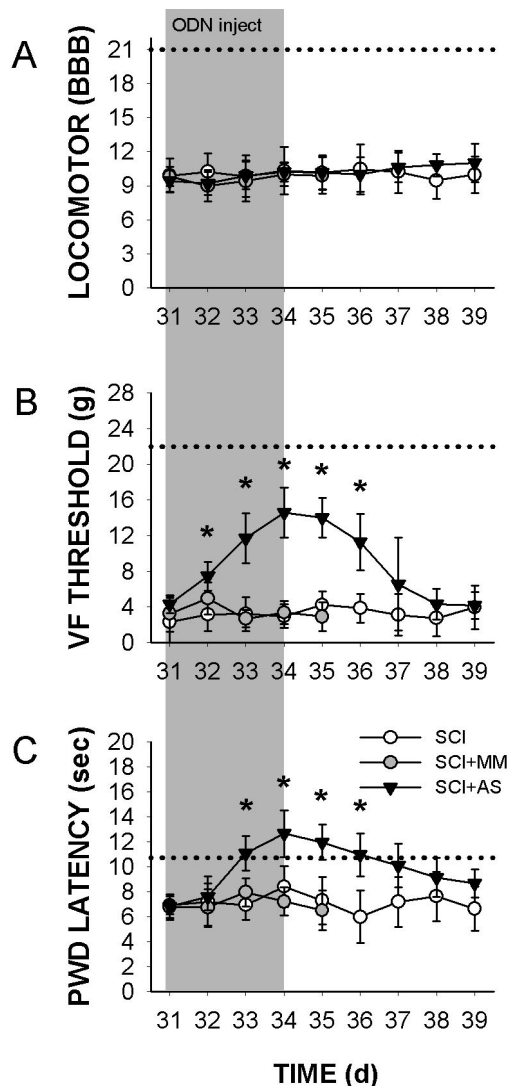 ODN inject
A
LOCOMOTOR (BBB)
21
18
15
12
9
6
3
0
31 32 33 34 35 36 37 38 39
B
VF THRESHOLD (g)
28
24
20
16
12
8
4
0
* * * * *
31 32 33 34 35 36 37 38 39
C
PWD LATENCY (sec)
20
18
16
14
12
10
8
6
4
2
0
SCI
SCI+MM
SCI+AS
* * * *
31 32 33 34 35 36 37 38 39
TIME (d)